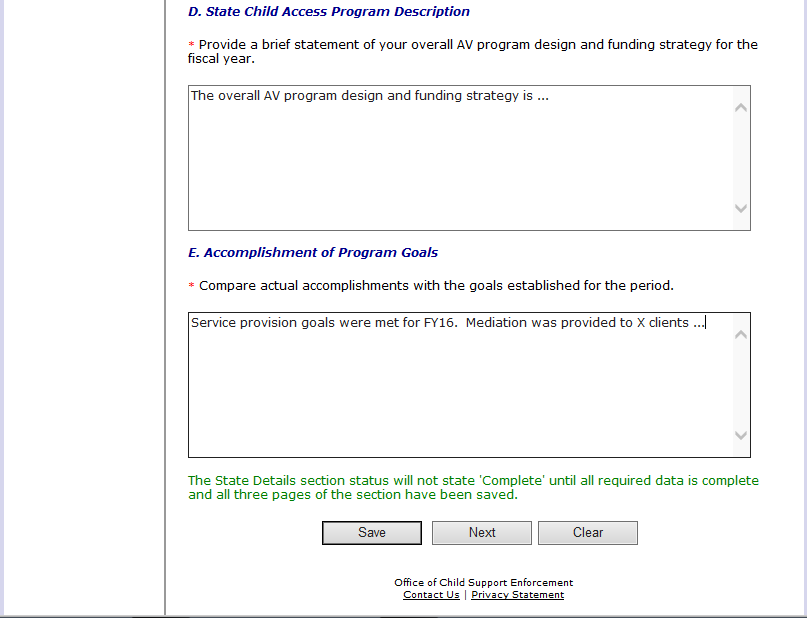 D. State Child Access Program Description
* Provide a brief statement of your overall AV program design and funding strategy for the
fiscal year.
The overall AV program design and funding strategy is ...
E. Accomplishment of Program Goals
* Compare actual accomplishments with the goals established for the period.
Service provision goals were met for FY16.  Mediation was provided to X clients ...
The State Details section status will not state 'Complete' until all required data is complete
and all three pages of the section have been saved.
Save Next Clear
Office of Child Support Enforcement
Contact Us | Privacy Statement